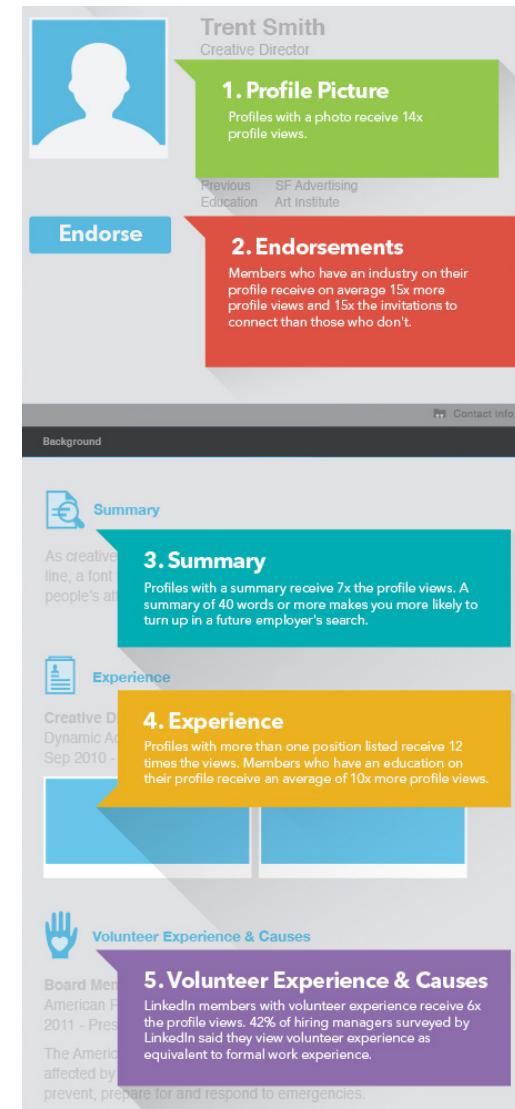 Trent Smith
Creative Director
1. Profile Picture
Profiles with a photo receive 14x
profile views.
Previous SF Advertising
Education Art Institute
Endorse
2. Endorsements
Members who have an industry on their
profile receive on average 15x more
profile views and 15x the invitations to
connect than those who don't.
Contact Info
Background
Summary
As creative
line, a font
people's
3. Summary
Profiles with a summary receive 7x the profile views. A
summary of 40 words or more makes you more likely to
turn up in a future employer's search.
Experience
Creative
Dynamic
Sep 2010 -
4. Experience
Profiles with more than one position listed receive 12
times the views. Members who have an education on
their profile receive an average of 10x more profile views.
Volunteer Experience & Causes
Board
American
2011 -
The
affected by
prevent, prepare for and respond to emergencies.
5. Volunteer Experience & Causes
LinkedIn members with volunteer experience receive 6x
the profile views. 42% of hiring managers surveyed by
LinkedIn said they view volunteer experience as
equivalent to formal work experience.